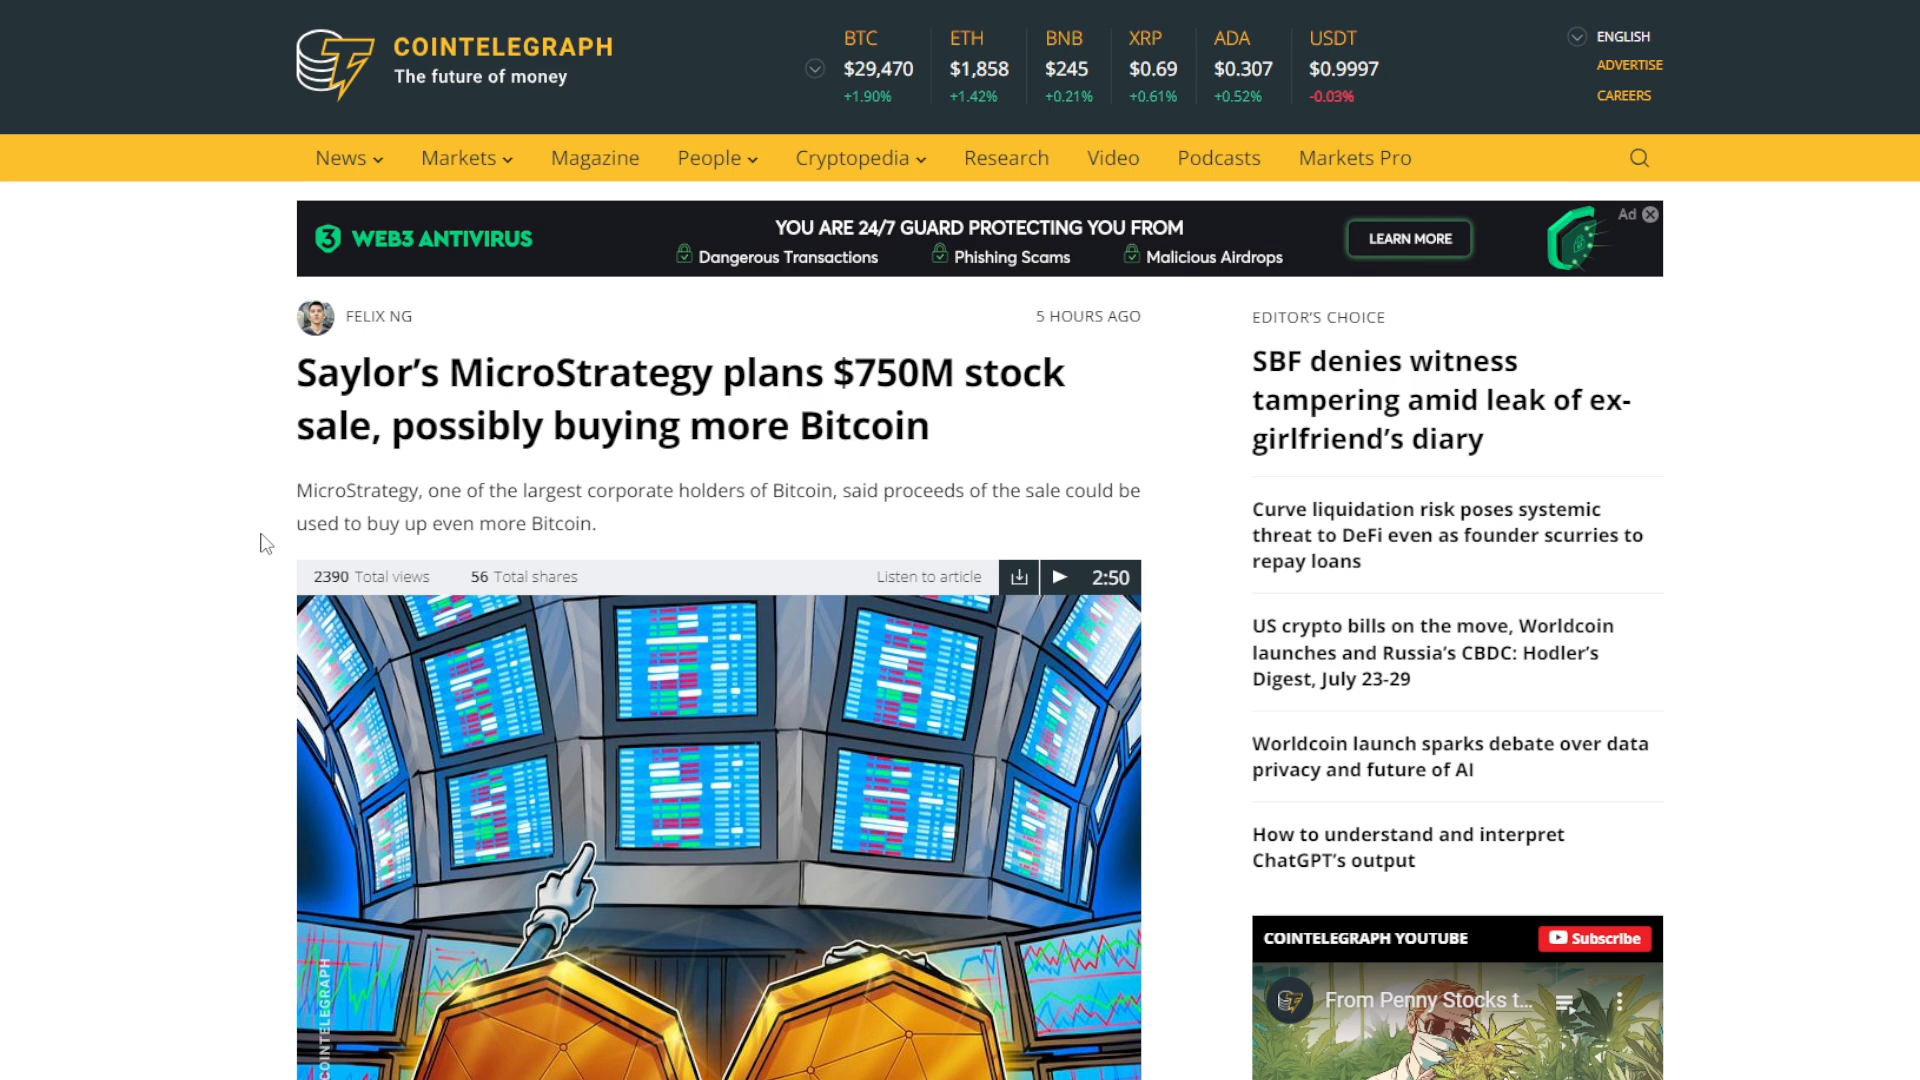 COINTELEGRAPH
The future of money
BTC
$29,470
+1.90%
ETH
$1,858
+1.42%
BNB
$245
+0.21%
XRP
$0.69
+0.61%
ADA
$0.307
+0.52%
USDT
$0.9997
-0.03%
ENGLISH
ADVERTISE
CAREERS
News Markets Magazine People Cryptopedia Research Video Podcasts Markets Pro
3 WEB3 ANTIVIRUS
YOU ARE 24/7 GUARD PROTECTING YOU FROM
Dangerous Transactions Phishing Scams Malicious Airdrops
LEARN MORE
Ad
FELIX NG
5 HOURS AGO
Saylor’s MicroStrategy plans $750M stock
sale, possibly buying more Bitcoin
MicroStrategy, one of the largest corporate holders of Bitcoin, said proceeds of the sale could be
used to buy up even more Bitcoin.
2390 Total views 56 Total shares Listen to article 2:50
COINTELEGRAPH
EDITOR’S CHOICE
SBF denies witness
tampering amid leak of ex-
girlfriend’s diary
Curve liquidation risk poses systemic
threat to DeFi even as founder scurries to
repay loans
US crypto bills on the move, Worldcoin
launches and Russia’s CBDC: Hodler’s
Digest, July 23-29
Worldcoin launch sparks debate over data
privacy and future of AI
How to understand and interpret
ChatGPT’s output
COINTELEGRAPH YOUTUBE
Subscribe
From Penny Stocks t...